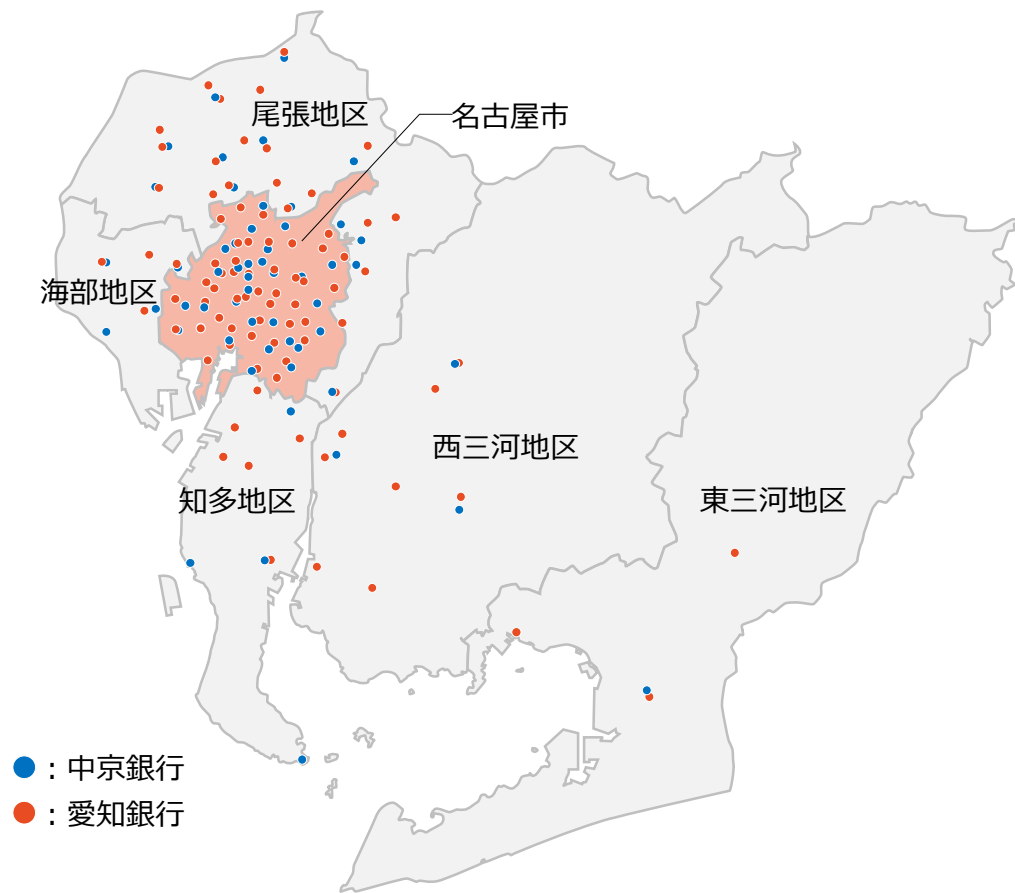 尾張地区
名古屋市
海部地区
西三河地区
知多地区
東三河地区
：中京銀行
：愛知銀行